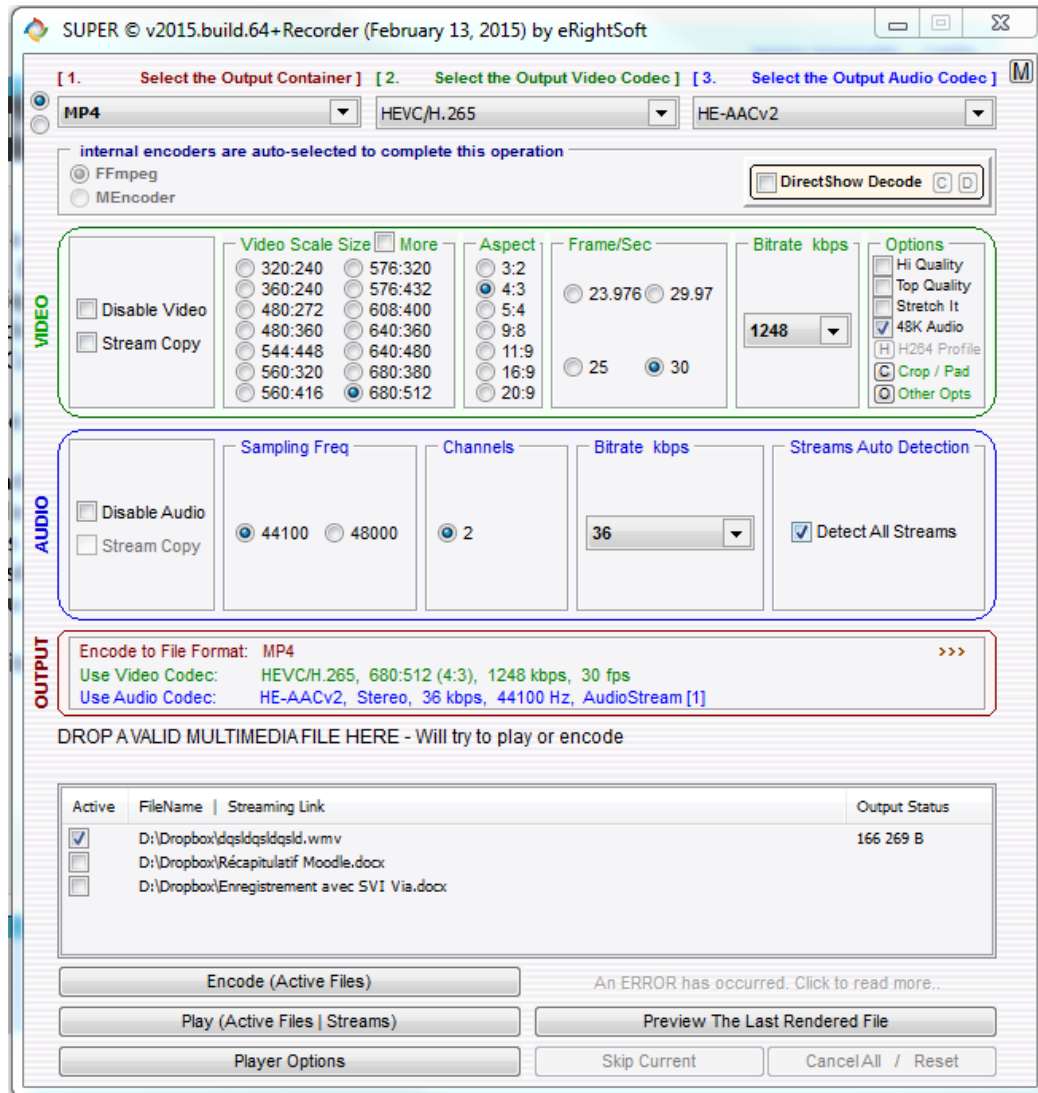 SUPER © v2015.build.64+Recorder (February 13, 2015) by eRightSoft
[ 1. Select the Output Container ] [ 2. Select the Output Video Codec ] [ 3. Select the Output Audio Codec ] M
MP4 HEVC/H.265 HE-AACv2
internal encoders are auto-selected to complete this operation
FFmpeg
MEncoder
DirectShow Decode C D
VIDEO
Disable Video
Stream Copy
Video Scale Size More
320:240 576:320
360:240 576:432
480:272 608:400
480:360 640:360
544:448 640:480
560:320 680:380
560:416 680:512
Aspect
3:2
4:3
5:4
9:8
11:9
16:9
20:9
Frame/Sec
23.976 29.97
25 30
Bitrate kbps
1248
Options
Hi Quality
Top Quality
Stretch It
48K Audio
H H264 Profile
C Crop / Pad
O Other Opts
AUDIO
Disable Audio
Stream Copy
Sampling Freq
44100 48000
Channels
2
Bitrate kbps
36
Streams Auto Detection
Detect All Streams
OUTPUT
Encode to File Format: MP4 >>>
Use Video Codec: HEVC/H.265, 680:512 (4:3), 1248 kbps, 30 fps
Use Audio Codec: HE-AACv2, Stereo, 36 kbps, 44100 Hz, AudioStream [1]
DROP A VALID MULTIMEDIA FILE HERE - Will try to play or encode
Active FileName | Streaming Link Output Status
D:\Dropbox\dqsldqsldqsld.wmv 166 269 B
D:\Dropbox\Récapitulatif Moodle.docx
D:\Dropbox\Enregistrement avec SVI Via.docx
Encode (Active Files) An ERROR has occurred. Click to read more..
Play (Active Files | Streams) Preview The Last Rendered File
Player Options Skip Current Cancel All / Reset